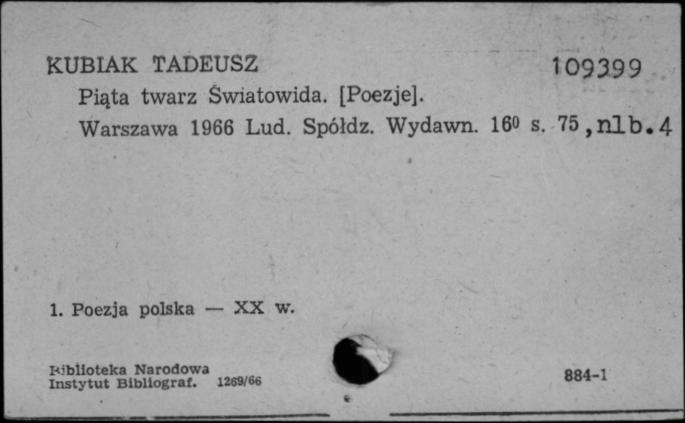 KUBIAK TADEUSZ 109399
Piąta twarz Światowida. [Poezje].
Warszawa 1966 Lud. Spółdz. Wydawn. 16⁰ s. 75, nlb. 4
1. Poezja polska — XX w.
Biblioteka Narodowa
Instytut Bibliograf. 1269/66
884-1